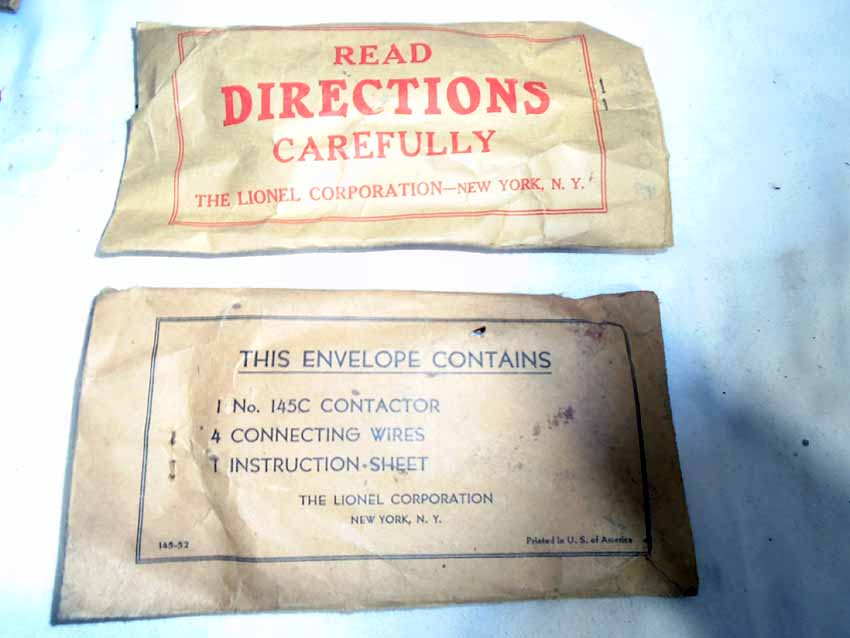 READ
DIRECTIONS
CAREFULLY
THE LIONEL CORPORATION—NEW YORK, N. Y.
THIS ENVELOPE CONTAINS
1 No. 145C CONTACTOR
4 CONNECTING WIRES
1 INSTRUCTION SHEET
THE LIONEL CORPORATION
NEW YORK, N. Y.
145-52 Printed in U. S. of America